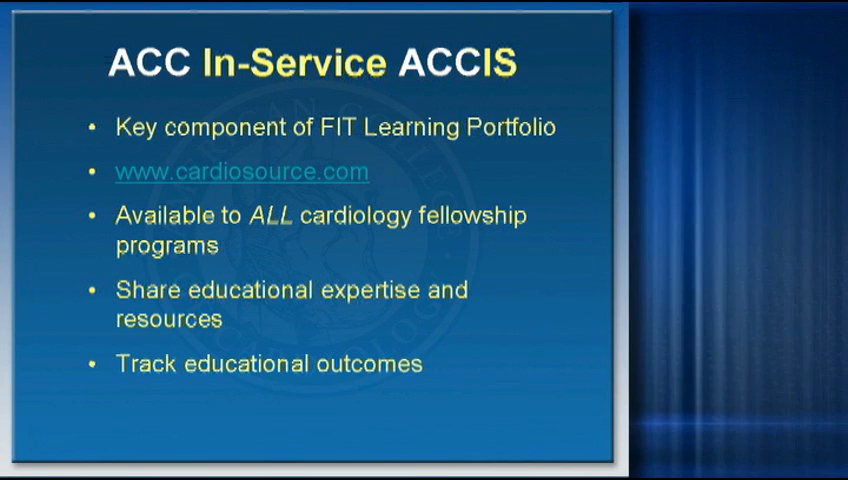 ACC In-Service ACCIS
• Key component of FIT Learning Portfolio
• www.cardiosource.com
• Available to ALL cardiology fellowship
programs
• Share educational expertise and
resources
• Track educational outcomes